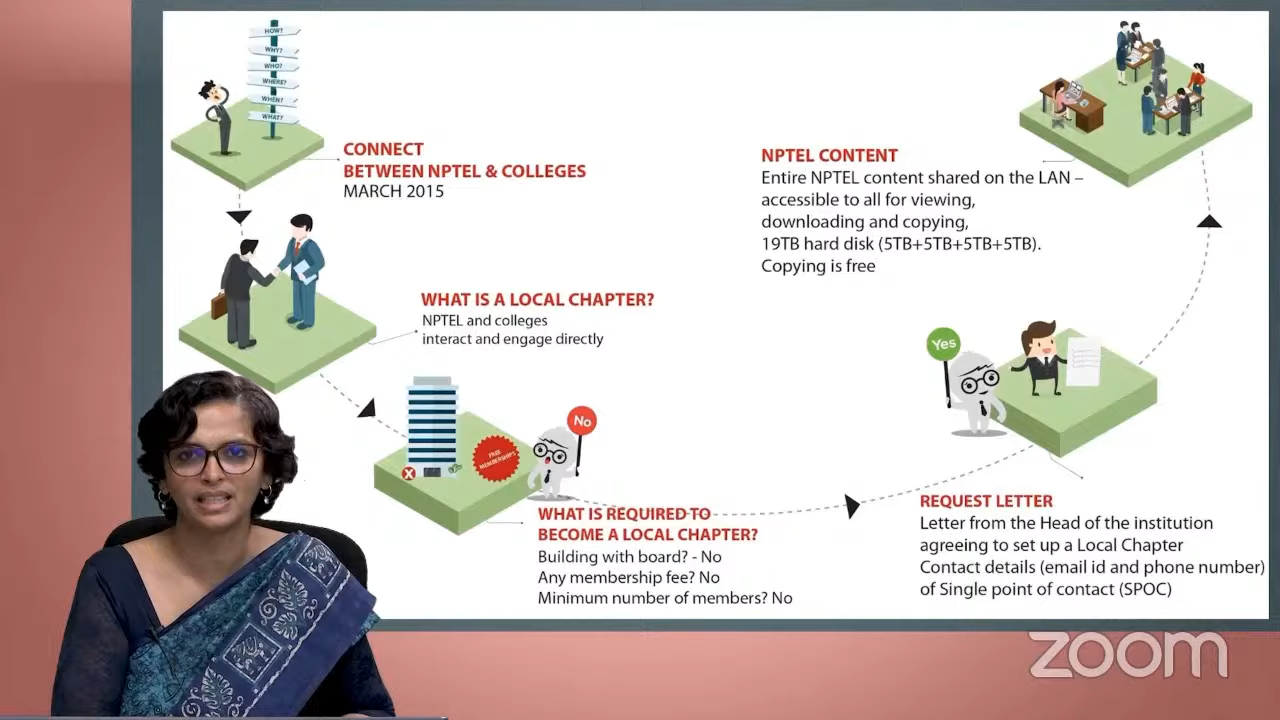 HOW?
WHY?
WHO?
WHERE?
WHEN?
WHAT?
CONNECT
BETWEEN NPTEL & COLLEGES
MARCH 2015
WHAT IS A LOCAL CHAPTER?
NPTEL and colleges
interact and engage directly
FREE
MEMBERSHIPS
No
WHAT IS REQUIRED TO
BECOME A LOCAL CHAPTER?
Building with board? - No
Any membership fee? No
Minimum number of members? No
Yes
REQUEST LETTER
Letter from the Head of the institution
agreeing to set up a Local Chapter
Contact details (email id and phone number)
of Single point of contact (SPOC)
NPTEL CONTENT
Entire NPTEL content shared on the LAN –
accessible to all for viewing,
downloading and copying,
19TB hard disk (5TB+5TB+5TB+5TB).
Copying is free
zoom